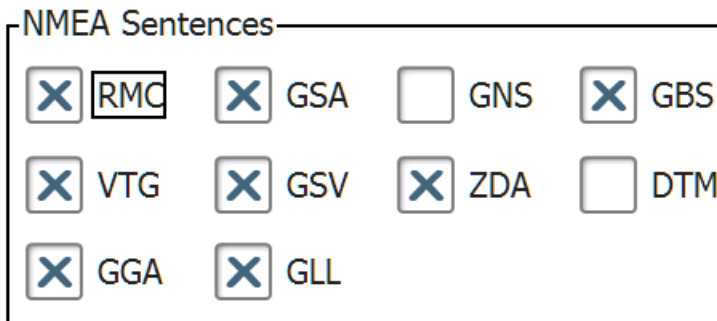 NMEA Sentences
RMC GSA GNS GBS
VTG GSV ZDA DTM
GGA GLL